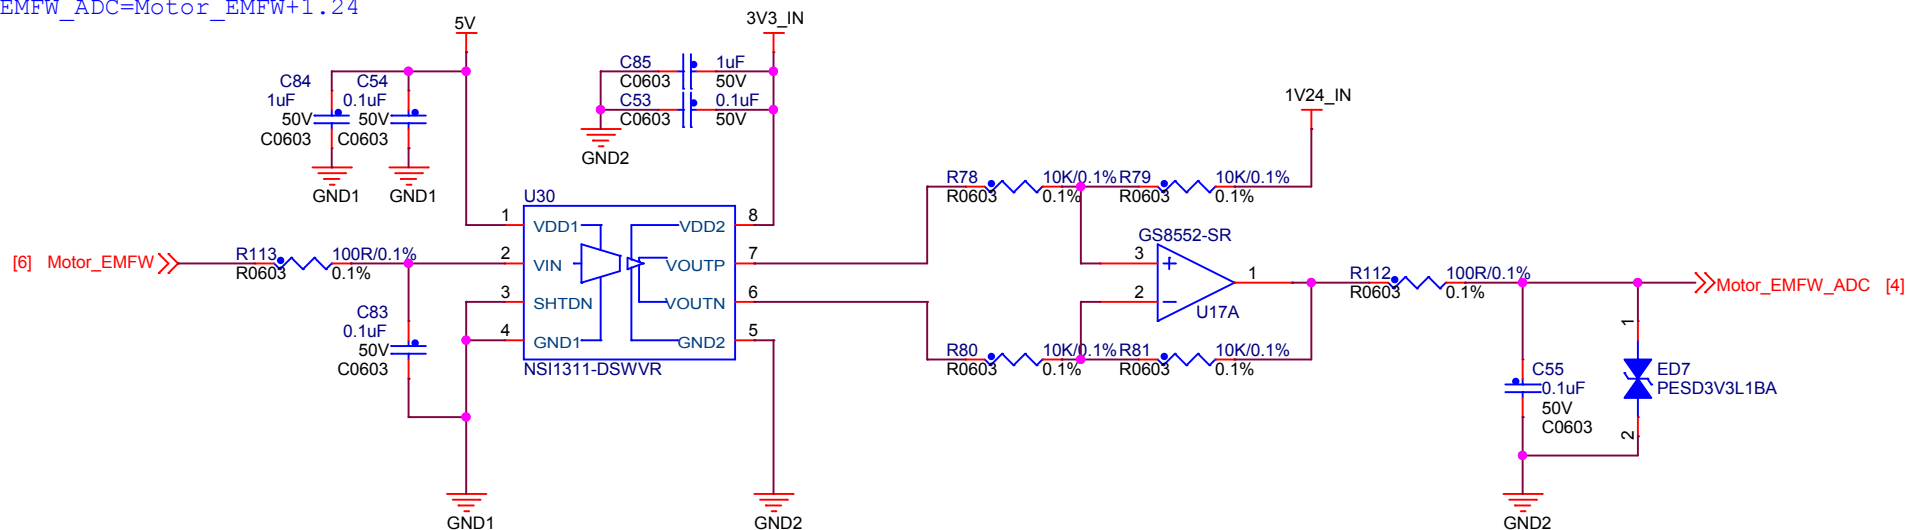 EMFW_ADC=Motor_EMFW+1.24
5V
3V3_IN
C84
1uF
50V
C0603
C54
0.1uF
50V
C0603
GND1
GND1
C85
C0603
1uF
50V
C53
C0603
0.1uF
50V
GND2
1V24_IN
U30
1
VDD1
2
VIN
3
SHTDN
4
GND1
8
VDD2
7
VOUTP
6
VOUTN
5
GND2
NSI1311-DSWVR
[6] Motor_EMFW
R113
R0603
100R/0.1%
0.1%
C83
0.1uF
50V
C0603
GND1
GND2
R78
R0603
10K/0.1%
0.1%
R79
R0603
10K/0.1%
0.1%
GS8552-SR
3
+
2
-
1
U17A
R80
R0603
10K/0.1%
0.1%
R81
R0603
10K/0.1%
0.1%
R112
R0603
100R/0.1%
0.1%
Motor_EMFW_ADC [4]
C55
0.1uF
50V
C0603
1
ED7
PESD3V3L1BA
2
GND2